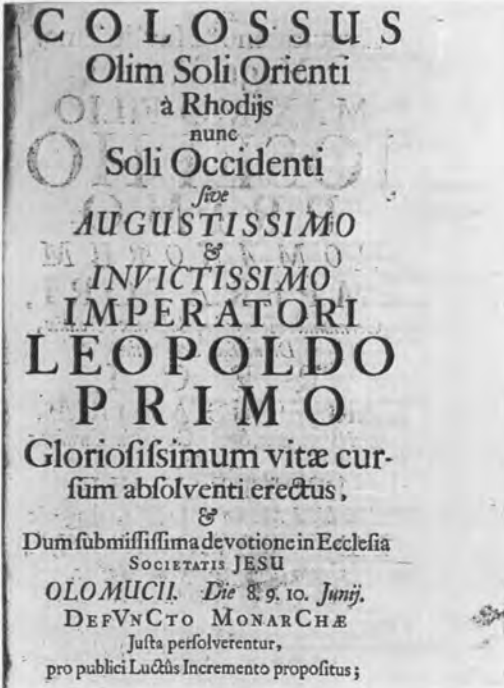 COLOSSUS
Olim Soli Orienti
à Rhodijs
nunc
Soli Occidenti
ſive
AUGUSTISSIMO
&
INVICTISSIMO
IMPERATORI
LEOPOLDO
PRIMO
Glorioſiſsimum vitæ cur-
ſum abſolventi erectus,
&
Dum ſubmiſſiſſima devotione in Eccleſia
SOCIETATIS JESU
OLOMUCII. Die 8. 9. 10. Junij.
DEFVNCTO MONARCHÆ
Juſta perſolverentur,
pro publici Luctûs Incremento propoſitus;